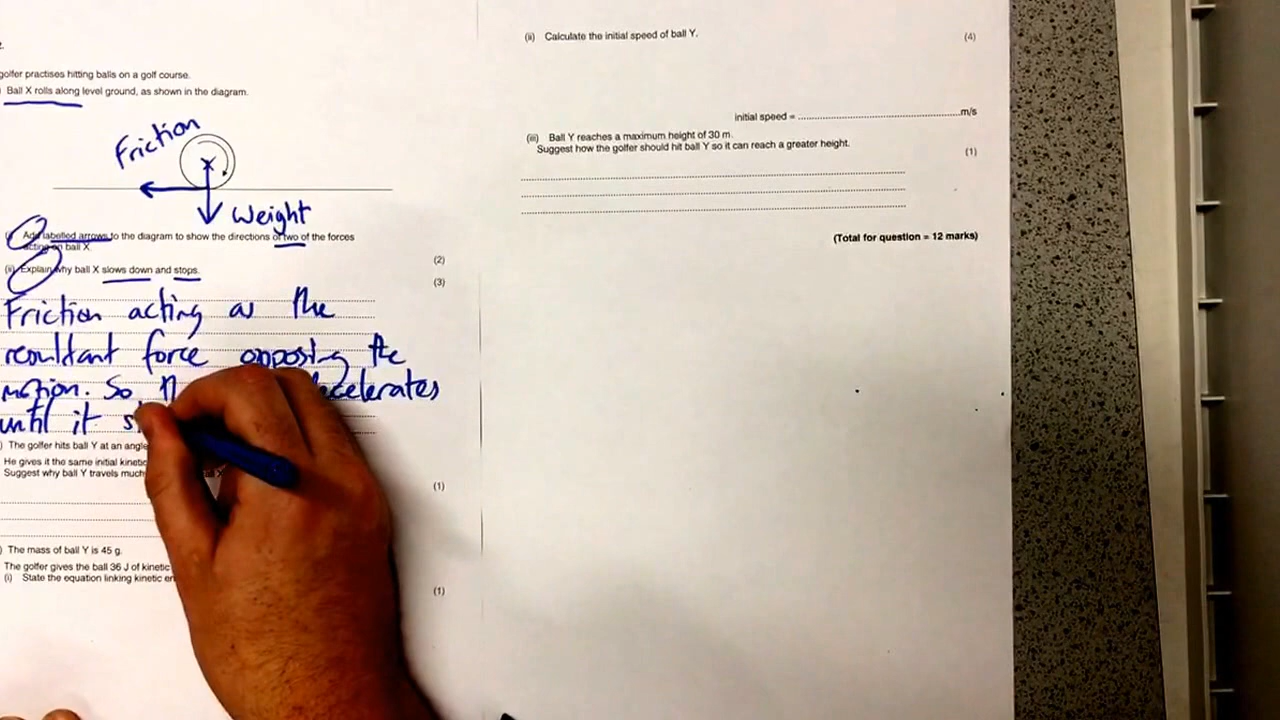 2.
golfer practises hitting balls on a golf course.
Ball X rolls along level ground, as shown in the diagram.
Friction
x
Weight
Add labelled arrows to the diagram to show the directions of two of the forces
acting on ball X.
(2)
(ii) Explain why ball X slows down and stops.
(3)
Friction acting as the
resultant force opposing the
motion. So decelerates
until it
) The golfer hits ball Y at an angle
He gives it the same initial kinetic
Suggest why ball Y travels much
(1)
) The mass of ball Y is 45 g.
The golfer gives the ball 36 J of kinetic
(i) State the equation linking kinetic
(1)
(ii) Calculate the initial speed of ball Y.
(4)
initial speed = ........................................ m/s
(iii) Ball Y reaches a maximum height of 30 m.
Suggest how the golfer should hit ball Y so it can reach a greater height.
(1)
(Total for question = 12 marks)